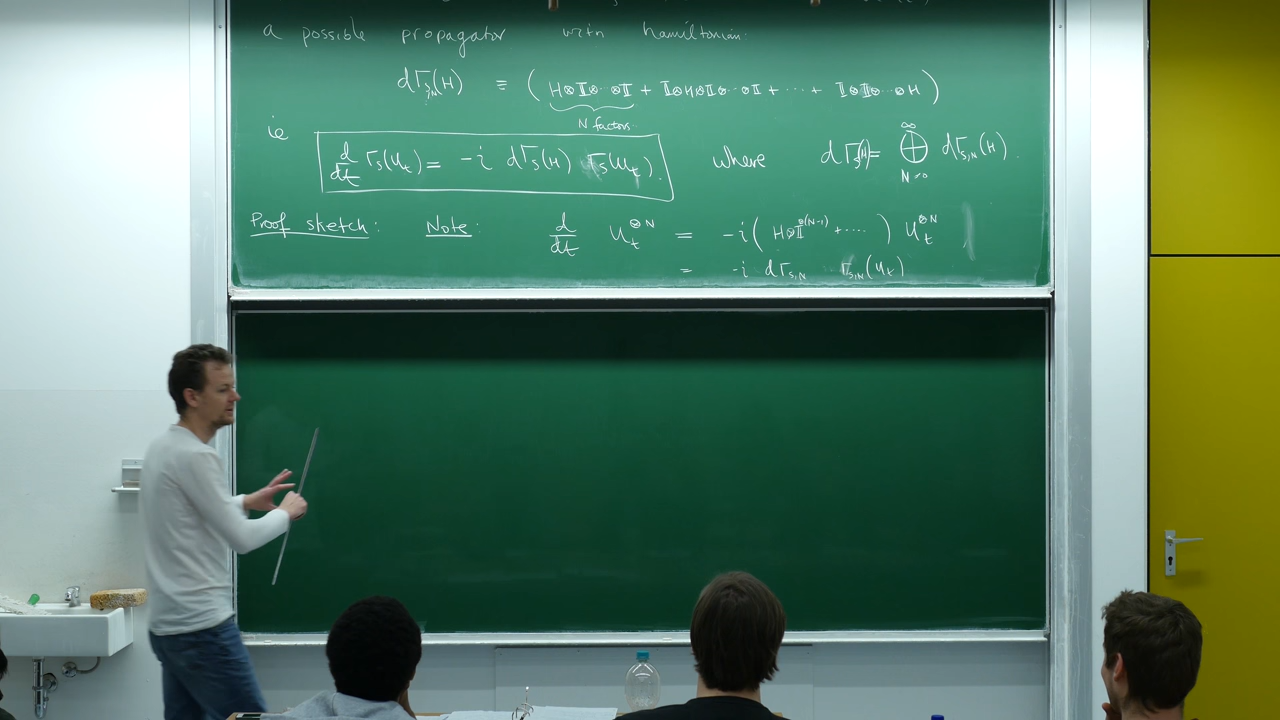 a possible propagator with hamiltonian:
dΓ_{S,N}(H) ≡ (H⊗𝕀⊗⋯⊗𝕀 + 𝕀⊗H⊗𝕀⊗⋯⊗𝕀 + ⋯ + 𝕀⊗𝕀⊗⋯⊗H)
N factors
ie d/dt Γ_S(U_t) = -i dΓ_S(H) Γ_S(U_t). where dΓ_S(H) = ⊕_{N=0}^{∞} dΓ_{S,N}(H).
Proof sketch: Note: d/dt U_t^{⊗N} = -i(H⊗𝕀^{⊗(N-1)} + ⋯) U_t^{⊗N}
= -i dΓ_{S,N} Γ_{S,N}(U_t)